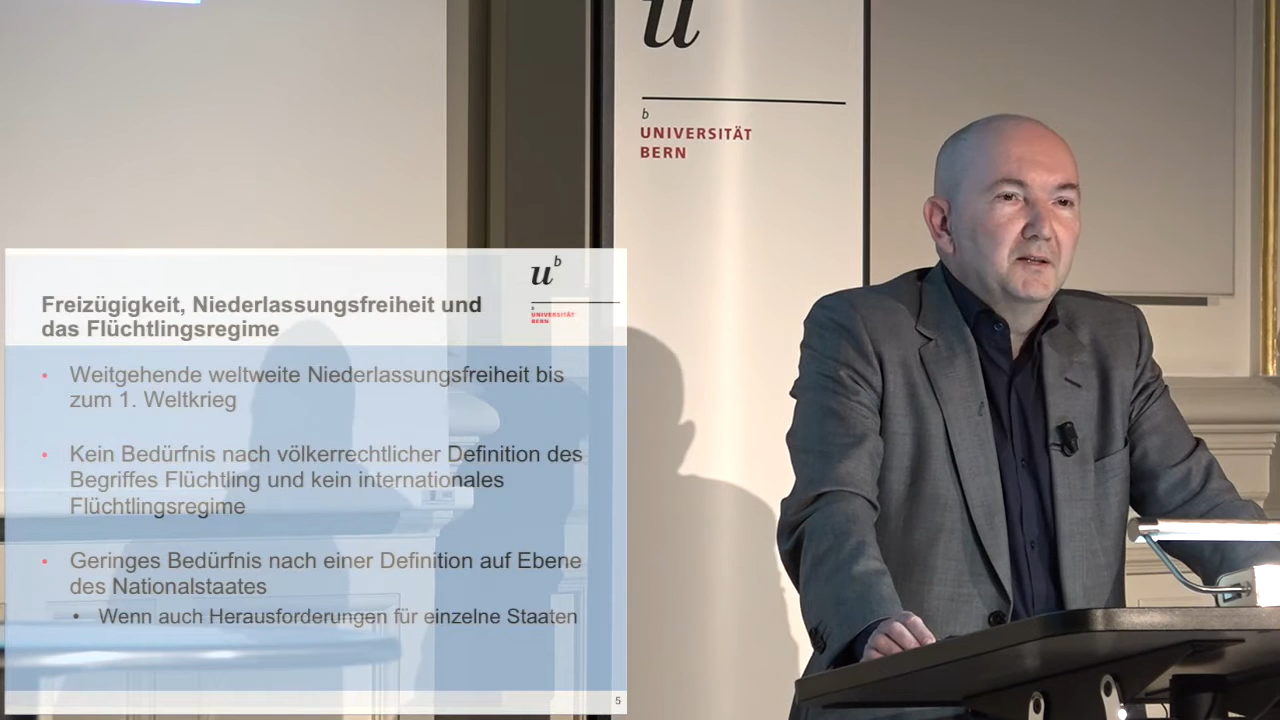 u
b
UNIVERSITÄT
BERN
u
b
b
UNIVERSITÄT
BERN
Freizügigkeit, Niederlassungsfreiheit und
das Flüchtlingsregime
• Weitgehende weltweite Niederlassungsfreiheit bis
zum 1. Weltkrieg
• Kein Bedürfnis nach völkerrechtlicher Definition des
Begriffes Flüchtling und kein internationales
Flüchtlingsregime
• Geringes Bedürfnis nach einer Definition auf Ebene
des Nationalstaates
• Wenn auch Herausforderungen für einzelne Staaten
5